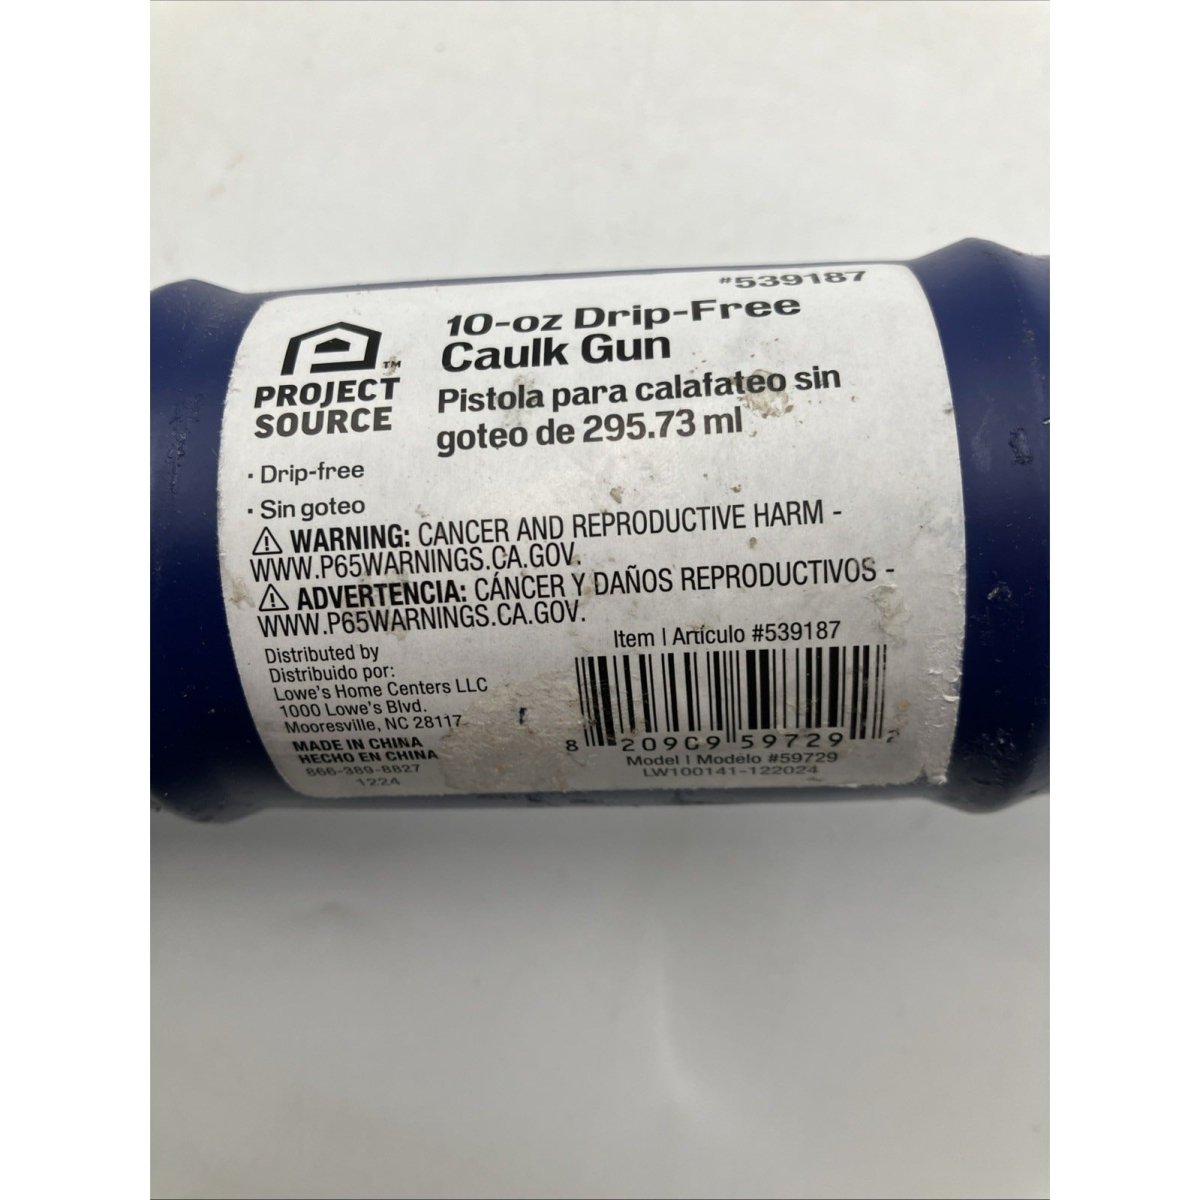 #539187
PROJECT
SOURCE
10-oz Drip-Free
Caulk Gun
Pistola para calafateo sin
goteo de 295.73 ml
· Drip-free
· Sin goteo
⚠ WARNING: CANCER AND REPRODUCTIVE HARM -
WWW.P65WARNINGS.CA.GOV.
⚠ ADVERTENCIA: CÁNCER Y DAÑOS REPRODUCTIVOS -
WWW.P65WARNINGS.CA.GOV.
Distributed by
Distribuido por:
Lowe's Home Centers LLC
1000 Lowe's Blvd.
Mooresville, NC 28117
MADE IN CHINA
HECHO EN CHINA
866-389-8827
1224
Item | Artículo #539187
8 20909 59729 2
Model | Modelo #59729
LW100141-122024